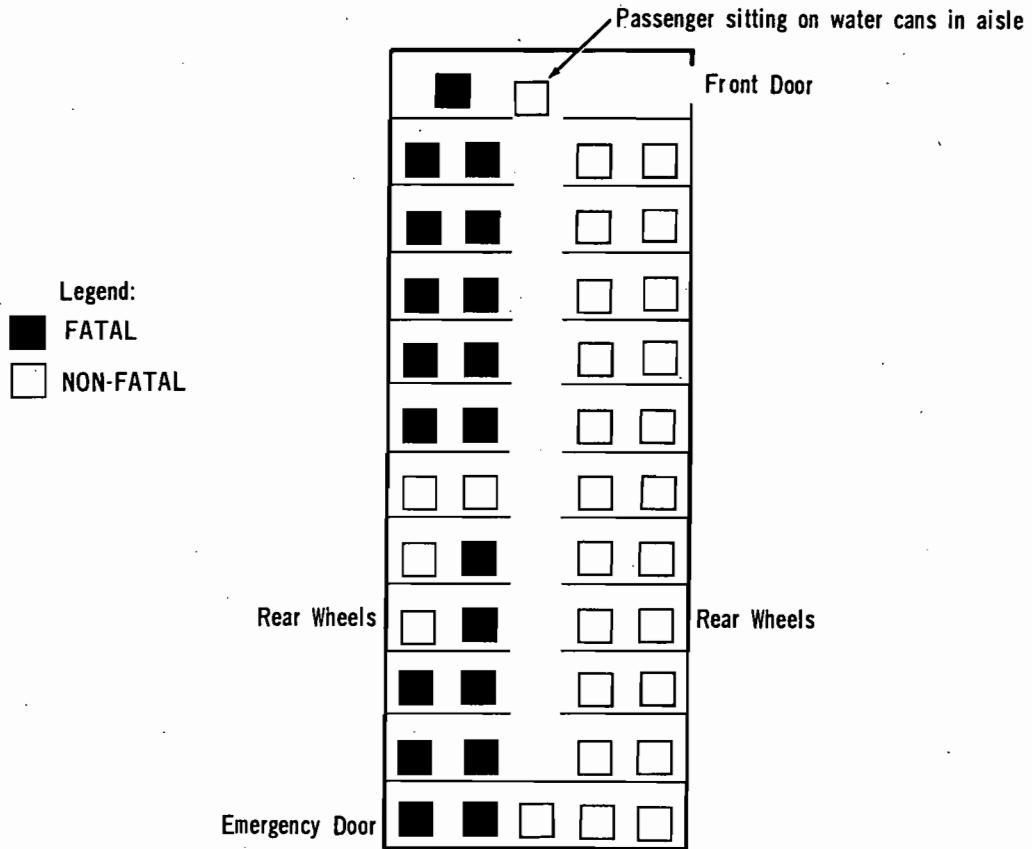 Passenger sitting on water cans in aisle
Front Door
Legend:
FATAL
NON-FATAL
Rear Wheels
Rear Wheels
Emergency Door